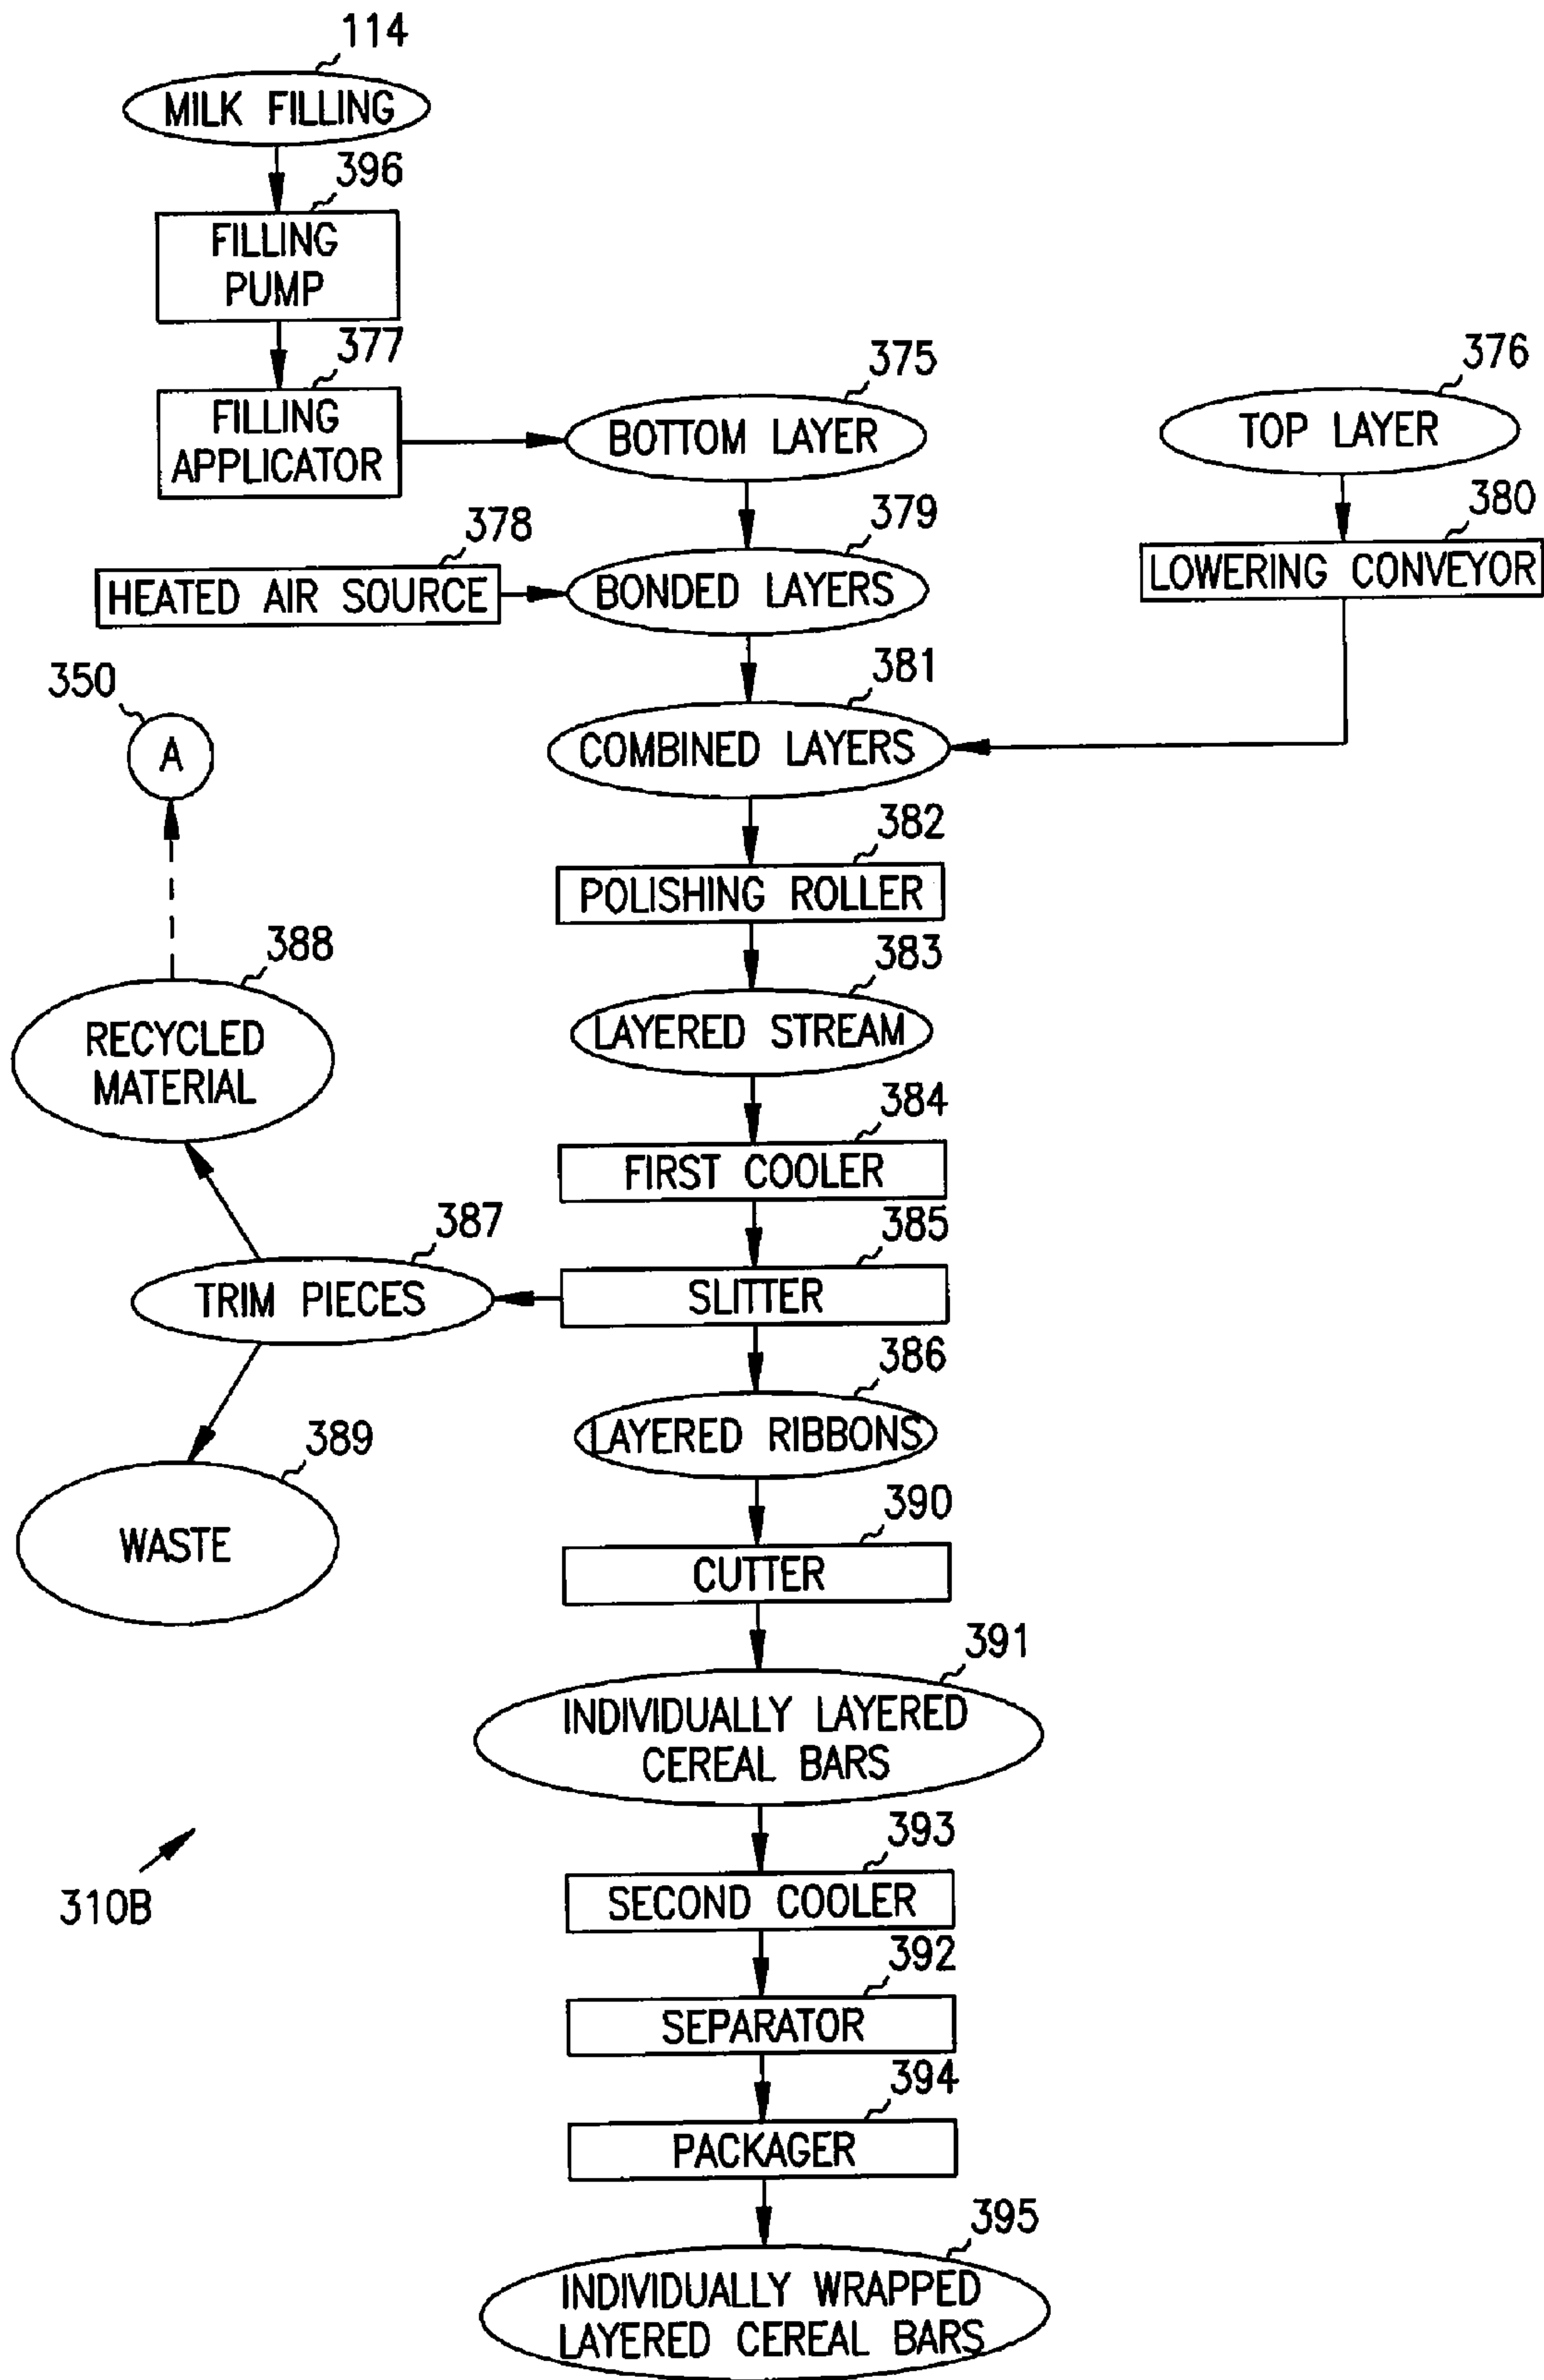 114
MILK FILLING
396
FILLING
PUMP
377
FILLING
APPLICATOR
375
BOTTOM LAYER
376
TOP LAYER
380
LOWERING CONVEYOR
378
HEATED AIR SOURCE
379
BONDED LAYERS
381
COMBINED LAYERS
350
A
382
POLISHING ROLLER
388
RECYCLED
MATERIAL
383
LAYERED STREAM
384
FIRST COOLER
387
TRIM PIECES
385
SLITTER
386
LAYERED RIBBONS
389
WASTE
390
CUTTER
391
INDIVIDUALLY LAYERED
CEREAL BARS
310B
393
SECOND COOLER
392
SEPARATOR
394
PACKAGER
395
INDIVIDUALLY WRAPPED
LAYERED CEREAL BARS